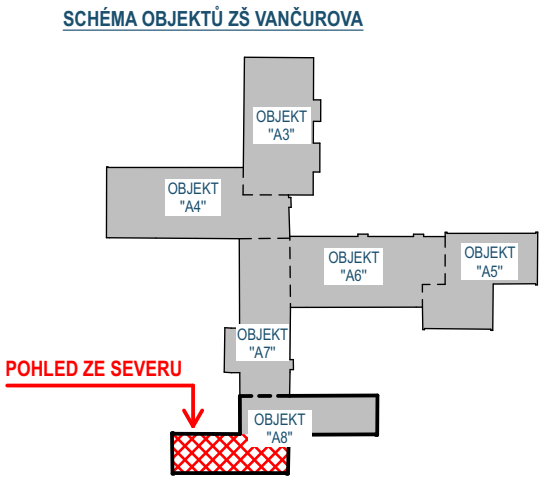 SCHÉMA OBJEKTŮ ZŠ VANČUROVA
OBJEKT
"A3"
OBJEKT
"A4"
OBJEKT
"A6"
OBJEKT
"A5"
OBJEKT
"A7"
POHLED ZE SEVERU
OBJEKT
"A8"